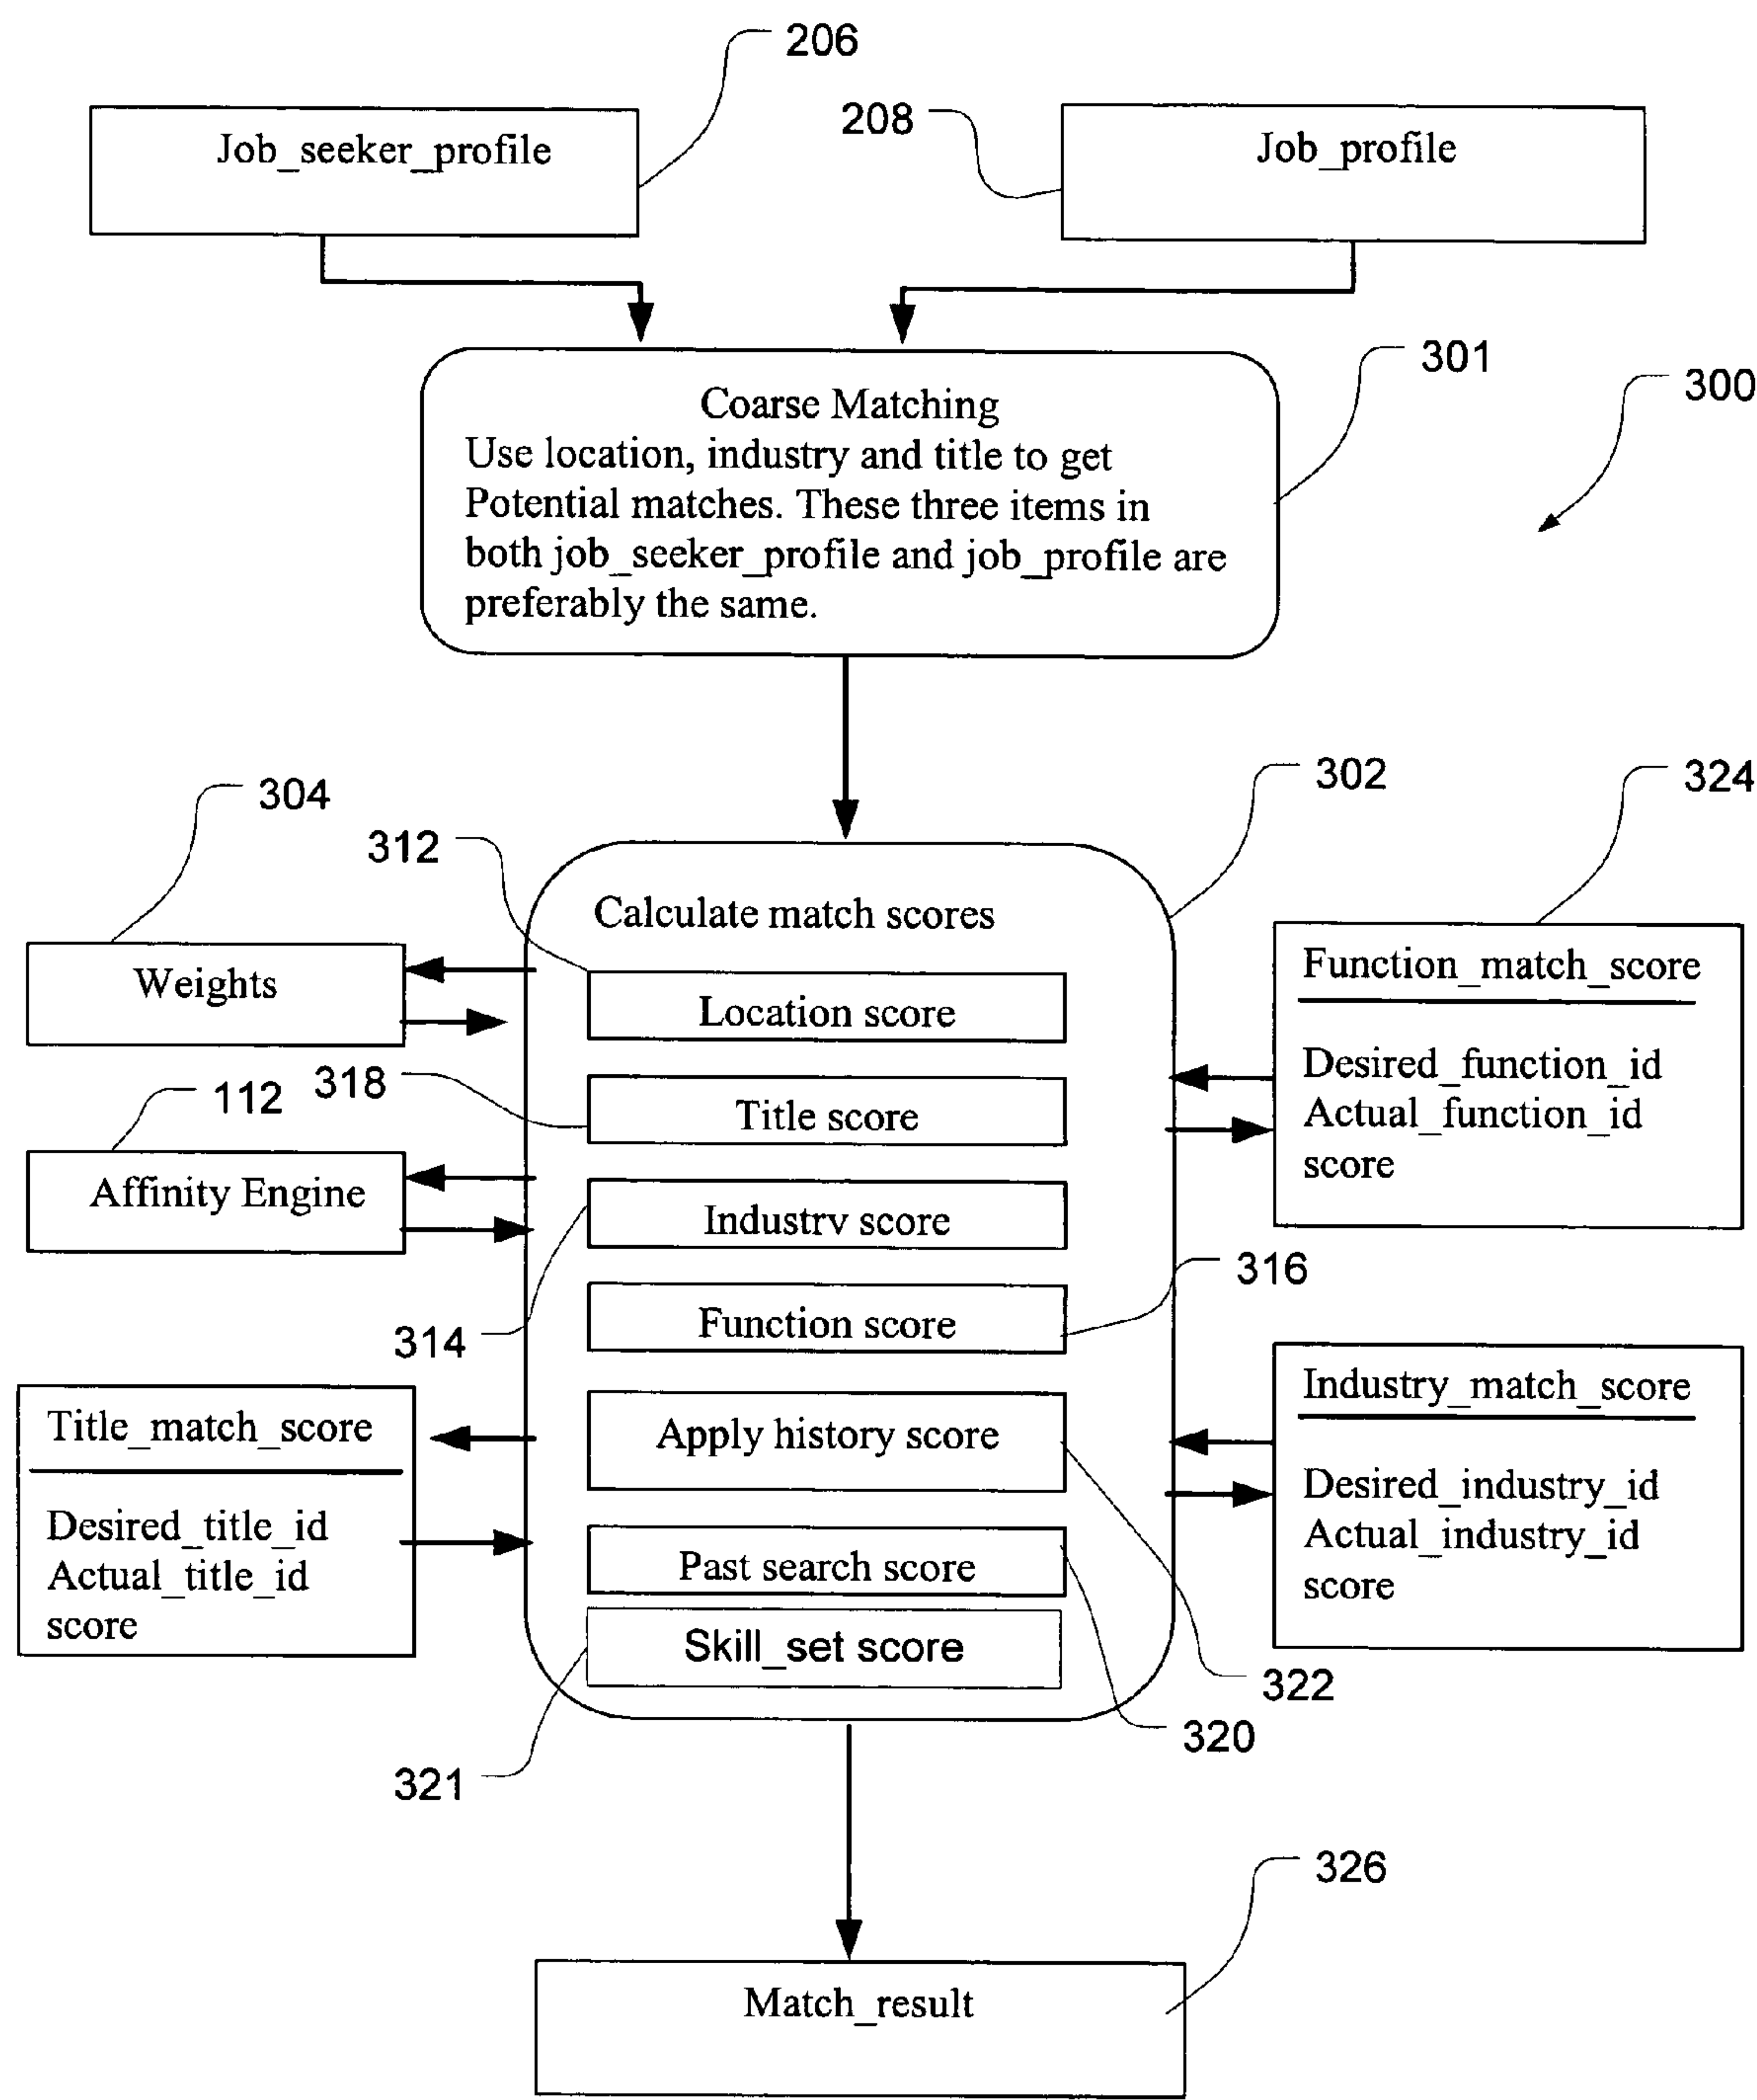 206
208
Job_seeker_profile
Job_profile
301
300
Coarse Matching
Use location, industry and title to get
Potential matches. These three items in
both job_seeker_profile and job_profile are
preferably the same.
304
302
324
312
Calculate match scores
Weights
Location score
Function_match_score
Desired_function_id
Actual_function_id
score
112
318
Title score
Affinity Engine
Industrv score
316
314
Function score
Title_match_score
Desired_title_id
Actual_title_id
score
Apply history score
Industry_match_score
Desired_industry_id
Actual_industry_id
score
Past search score
Skill_set score
322
320
321
326
Match_result